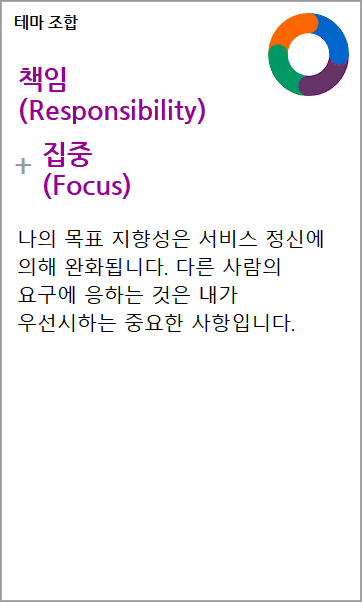 테마 조합
책임
(Responsibility)
+ 집중
(Focus)
나의 목표 지향성은 서비스 정신에
의해 완화됩니다. 다른 사람의
요구에 응하는 것은 내가
우선시하는 중요한 사항입니다.